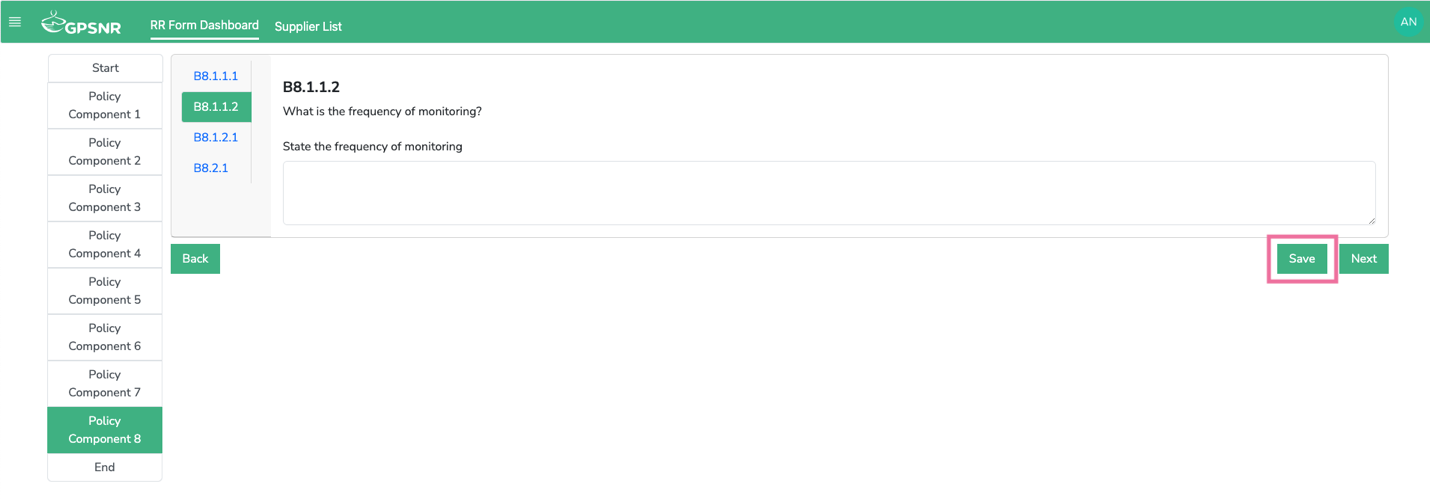 GPSNR
RR Form Dashboard
Supplier List
AN
Start
Policy
Component 1
Policy
Component 2
Policy
Component 3
Policy
Component 4
Policy
Component 5
Policy
Component 6
Policy
Component 7
Policy
Component 8
End
B8.1.1.1
B8.1.1.2
B8.1.2.1
B8.2.1
B8.1.1.2
What is the frequency of monitoring?
State the frequency of monitoring
Back
Save
Next